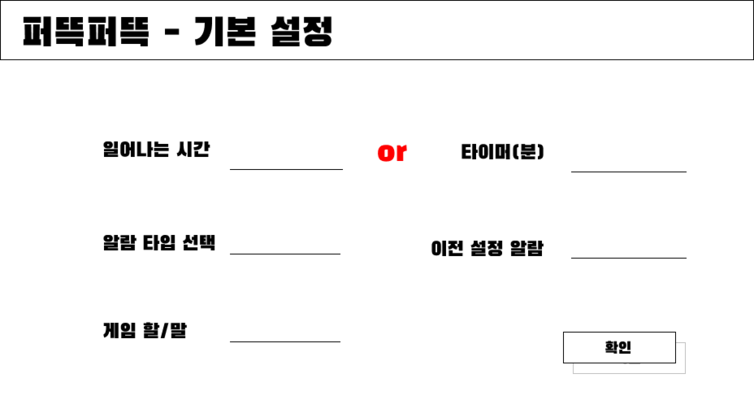 퍼뜩퍼뜩 - 기본 설정
일어나는 시간
or
타이머(분)
알람 타입 선택
이전 설정 알람
게임 할/말
확인